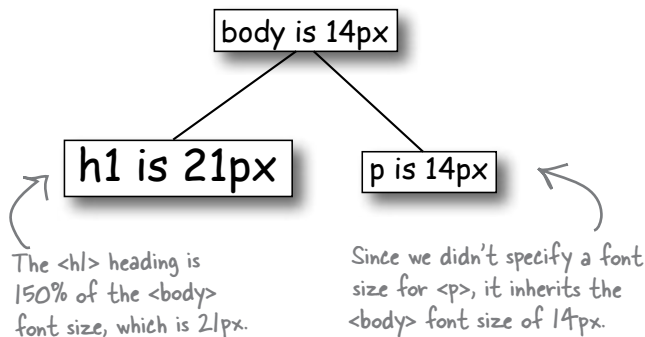 body is 14px
h1 is 21px
p is 14px
The <h1> heading is
150% of the <body>
font size, which is 21px.
Since we didn't specify a font
size for <p>, it inherits the
<body> font size of 14px.